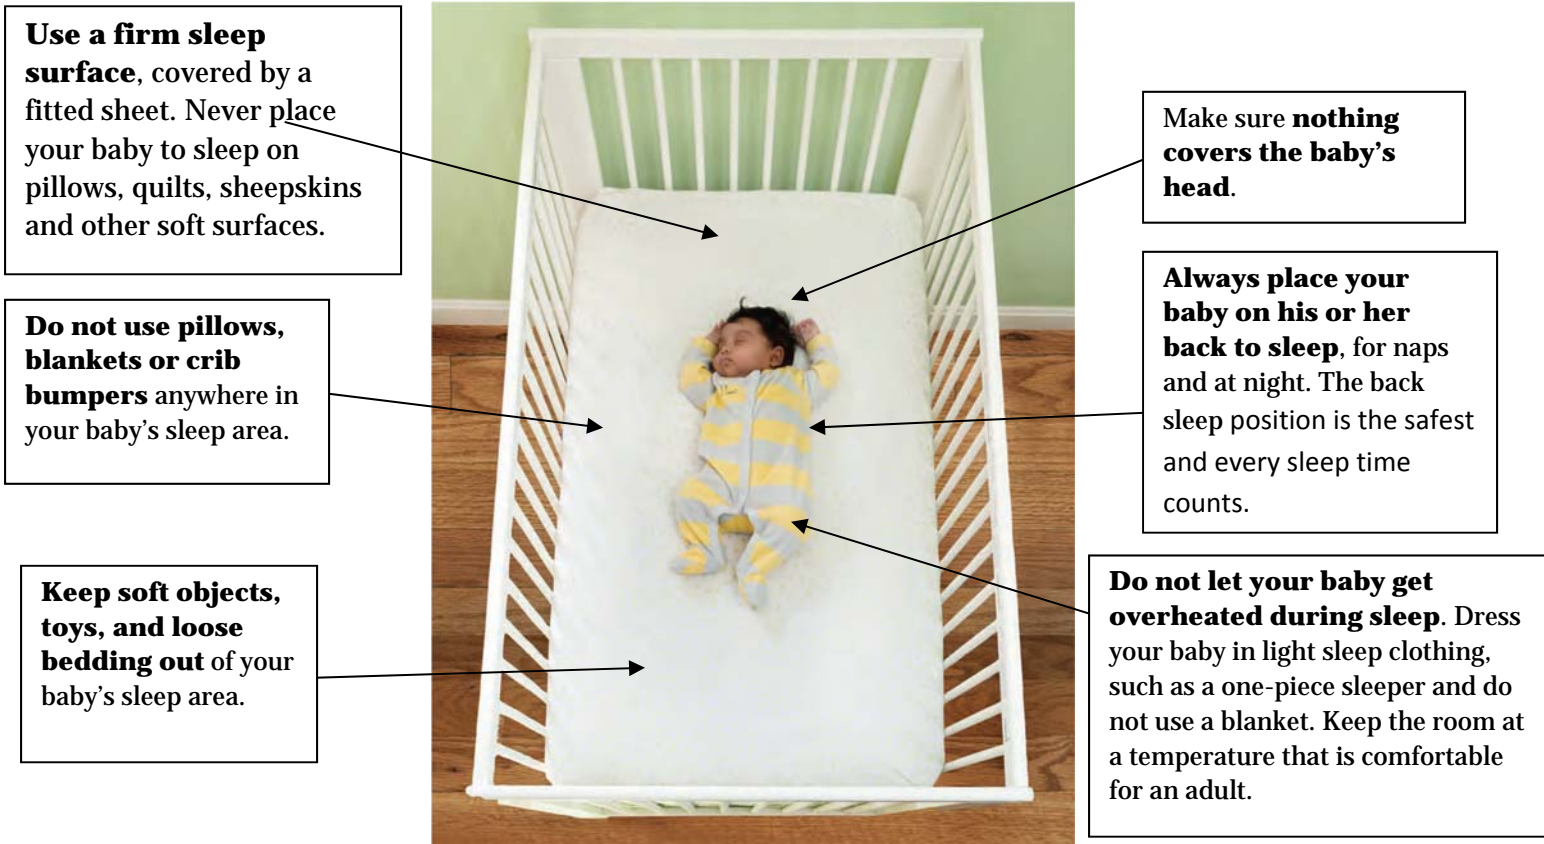 Use a firm sleep
surface, covered by a
fitted sheet. Never place
your baby to sleep on
pillows, quilts, sheepskins
and other soft surfaces.
Do not use pillows,
blankets or crib
bumpers anywhere in
your baby’s sleep area.
Keep soft objects,
toys, and loose
bedding out of your
baby’s sleep area.
Make sure nothing
covers the baby’s
head.
Always place your
baby on his or her
back to sleep, for naps
and at night. The back
sleep position is the safest
and every sleep time
counts.
Do not let your baby get
overheated during sleep. Dress
your baby in light sleep clothing,
such as a one-piece sleeper and do
not use a blanket. Keep the room at
a temperature that is comfortable
for an adult.